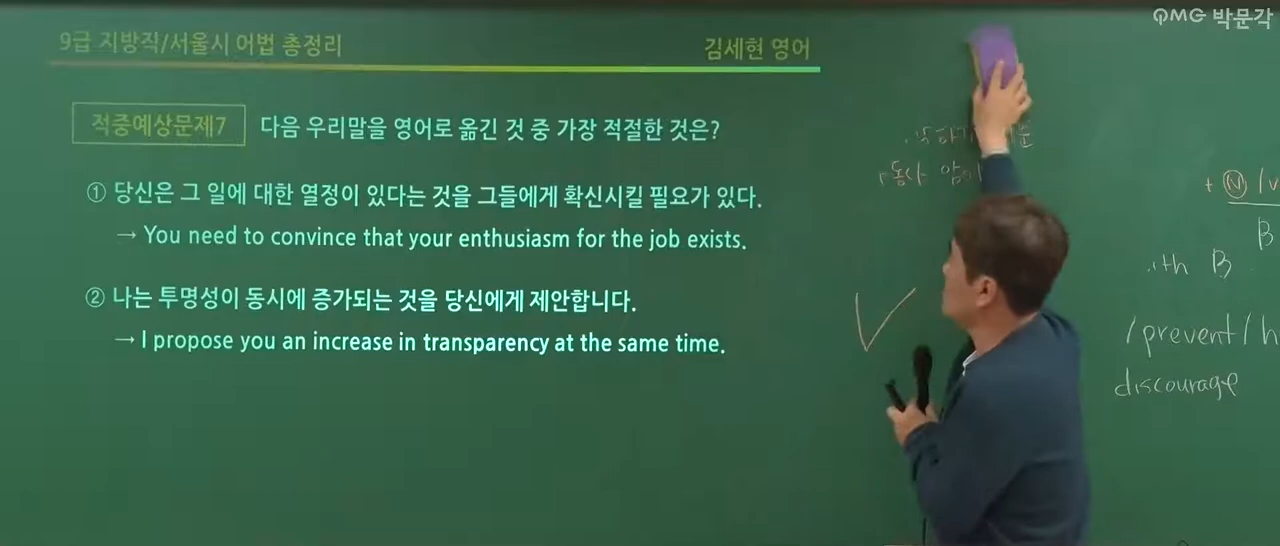 QMG 박문각
9급 지방직/서울시 어법 총정리
김세현 영어
적중예상문제7 다음 우리말을 영어로 옮긴 것 중 가장 적절한 것은?
① 당신은 그 일에 대한 열정이 있다는 것을 그들에게 확신시킬 필요가 있다.
→ You need to convince that your enthusiasm for the job exists.
② 나는 투명성이 동시에 증가되는 것을 당신에게 제안합니다.
→ I propose you an increase in transparency at the same time.
동사
+ Ⓝ /
B
B
/prevent/
discourage